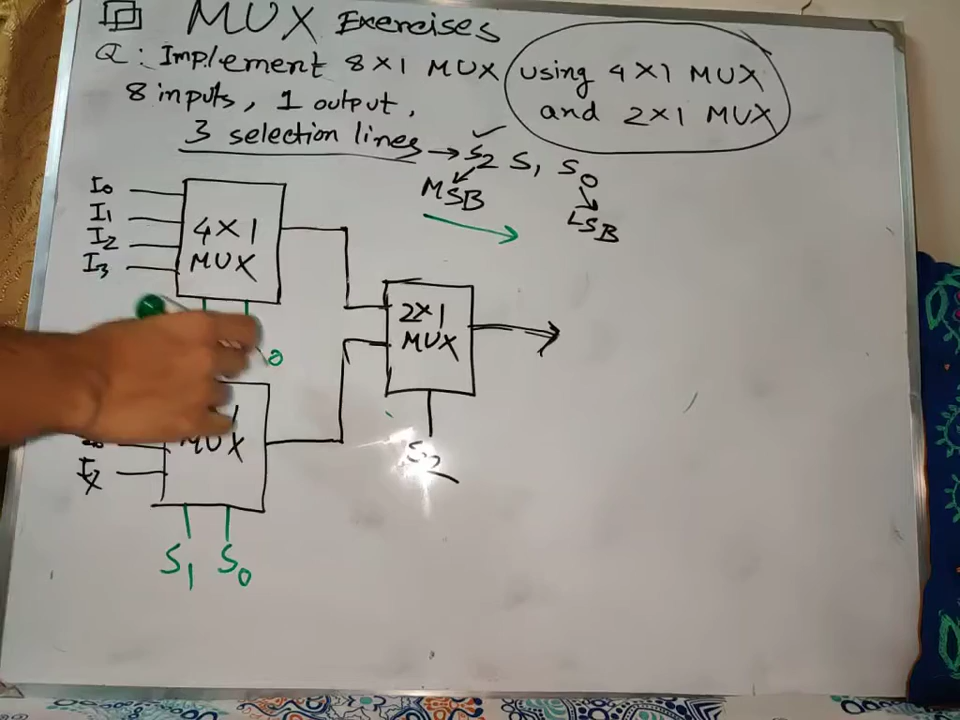 MUX Exercises
Q: Implement 8×1 MUX using 4×1 MUX
and 2×1 MUX
8 inputs, 1 output,
3 selection lines → S2 S1 S0
MSB
LSB
I0
I1
I2
I3
4×1
MUX
2×1
MUX
MUX
I7
S2
S1 S0